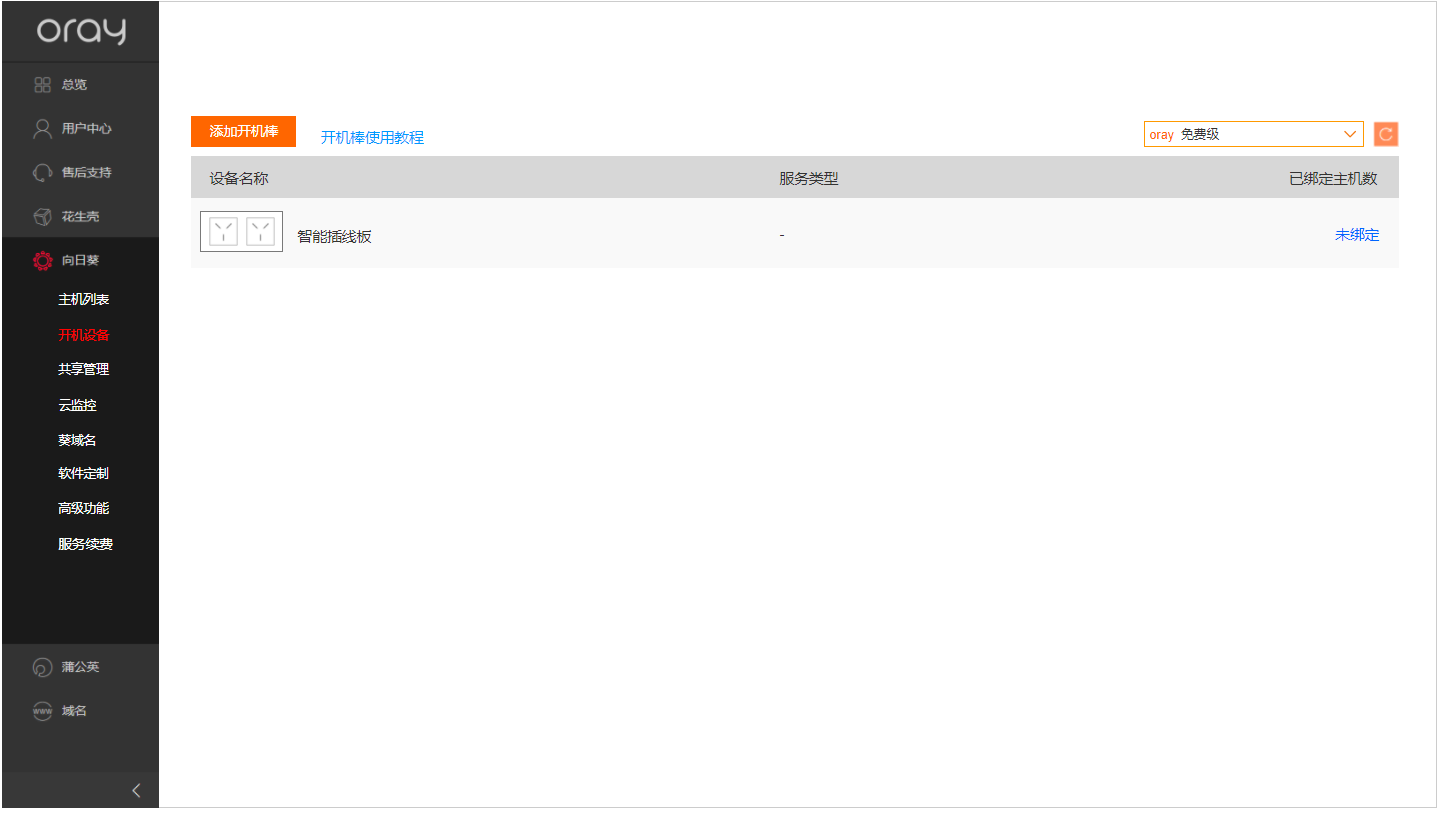 oray
总览
用户中心
售后支持
花生壳
向日葵
主机列表
开机设备
共享管理
云监控
葵域名
软件定制
高级功能
服务续费
蒲公英
www 域名
添加开机棒 开机棒使用教程 oray 免费级
设备名称 服务类型 已绑定主机数
智能插线板 - 未绑定